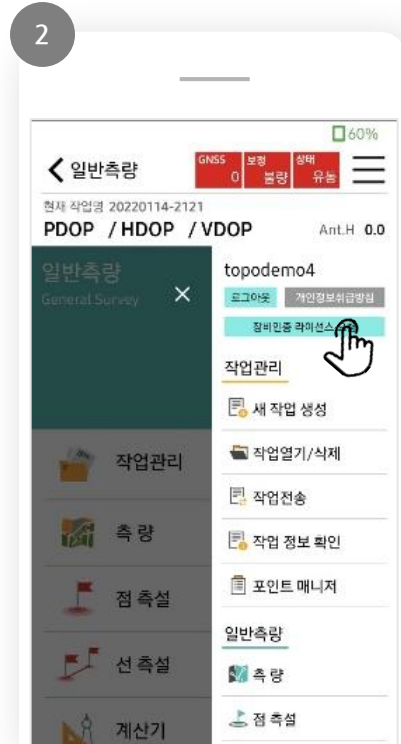 2
60%
일반측량
GNSS 0 보정 불량 상태 유놈
현재 작업명 20220114-2121
PDOP / HDOP / VDOP Ant.H 0.0
일반측량
General Survey
×
작업관리
측 량
점 측설
선 측설
계산기
topodemo4
로그아웃 개인정보취급방침
장비인증 라이선스
작업관리
새 작업 생성
작업열기/삭제
작업전송
작업 정보 확인
포인트 매니저
일반측량
측 량
점 측설